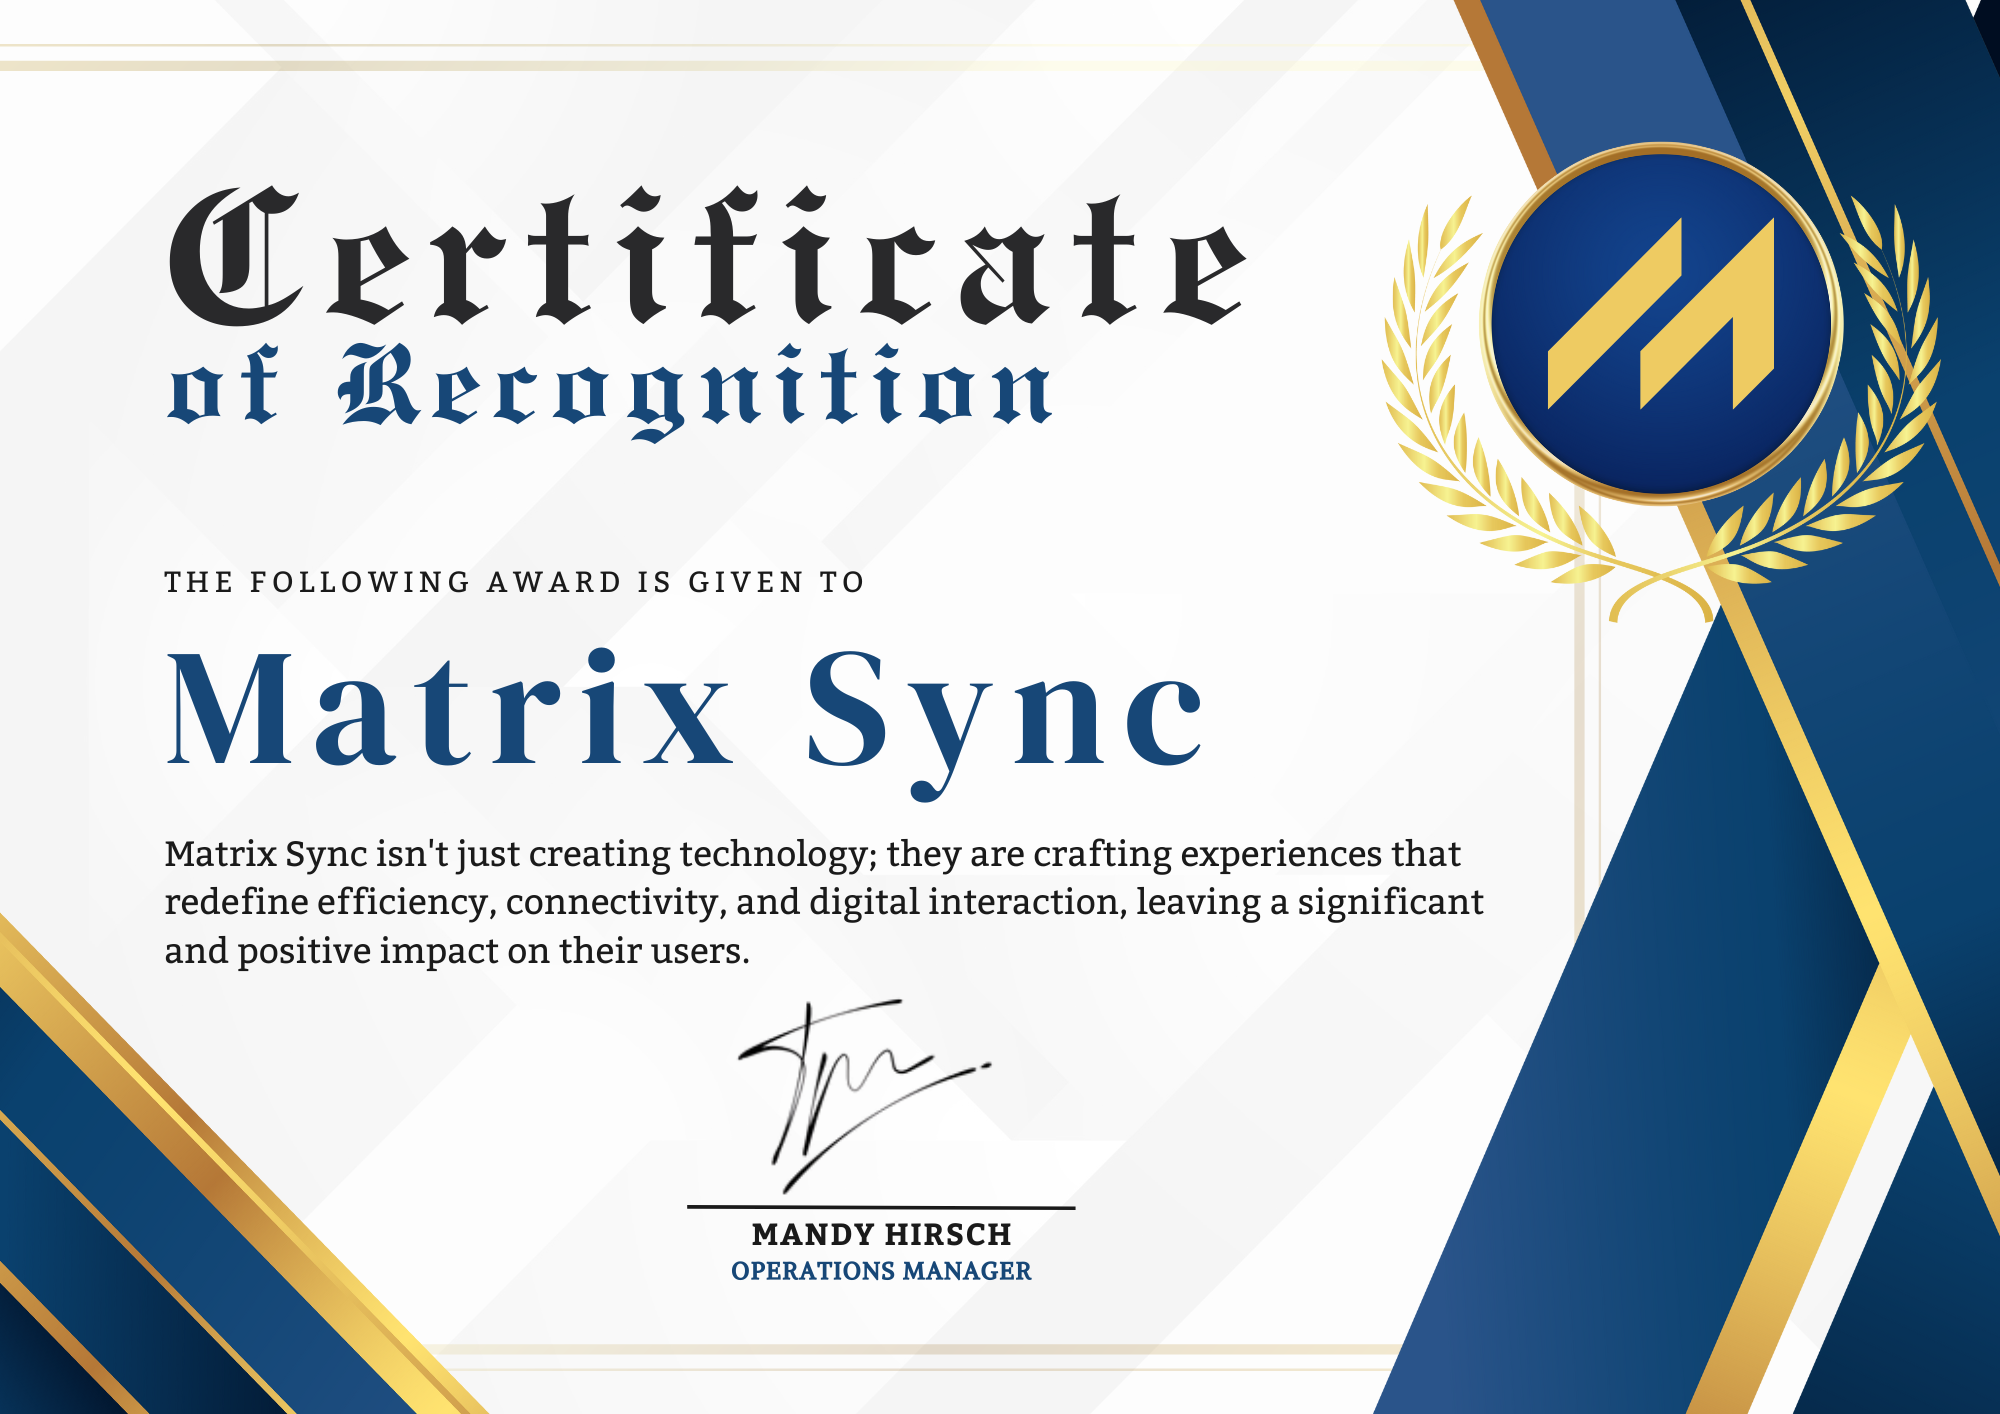 Certificate
of Recognition
THE FOLLOWING AWARD IS GIVEN TO
Matrix Sync
Matrix Sync isn't just creating technology; they are crafting experiences that
redefine efficiency, connectivity, and digital interaction, leaving a significant
and positive impact on their users.
MANDY HIRSCH
OPERATIONS MANAGER